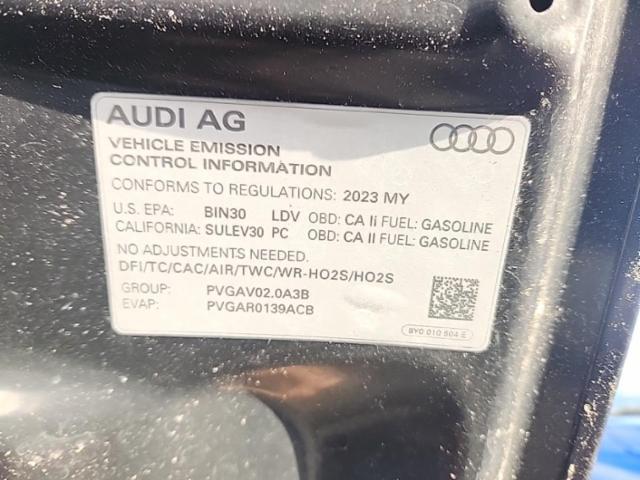 AUDI AG
VEHICLE EMISSION
CONTROL INFORMATION
CONFORMS TO REGULATIONS: 2023 MY
U.S. EPA: BIN30 LDV OBD: CA II FUEL: GASOLINE
CALIFORNIA: SULEV30 PC OBD: CA II FUEL: GASOLINE
NO ADJUSTMENTS NEEDED.
DFI/TC/CAC/AIR/TWC/WR-HO2S/HO2S
GROUP: PVGAV02.0A3B
EVAP: PVGAR0139ACB
8Y0 010 504 E